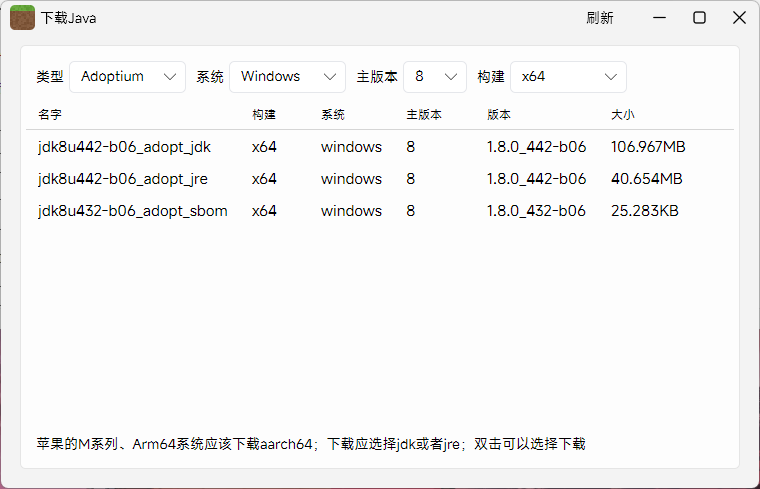 下载Java 刷新
类型 Adoptium 系统 Windows 主版本 8 构建 x64
名字 构建 系统 主版本 版本 大小
jdk8u442-b06_adopt_jdk x64 windows 8 1.8.0_442-b06 106.967MB
jdk8u442-b06_adopt_jre x64 windows 8 1.8.0_442-b06 40.654MB
jdk8u432-b06_adopt_sbom x64 windows 8 1.8.0_432-b06 25.283KB
苹果的M系列、Arm64系统应该下载aarch64；下载应选择jdk或者jre；双击可以选择下载